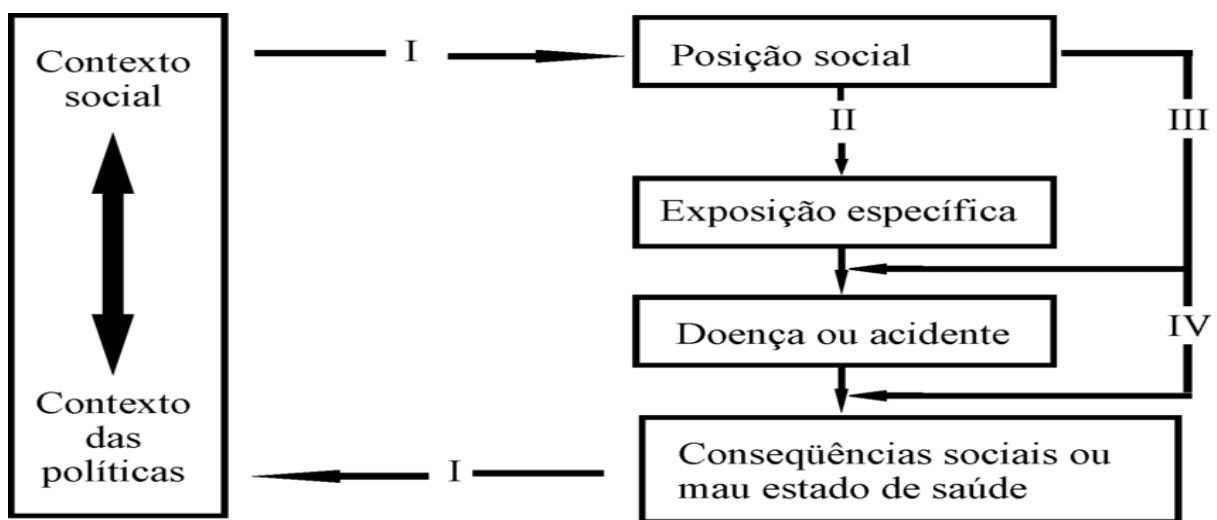 Contexto
social
Contexto
das
políticas
I
Posição social
II
III
Exposição específica
Doença ou acidente
IV
I
Conseqüências sociais ou
mau estado de saúde